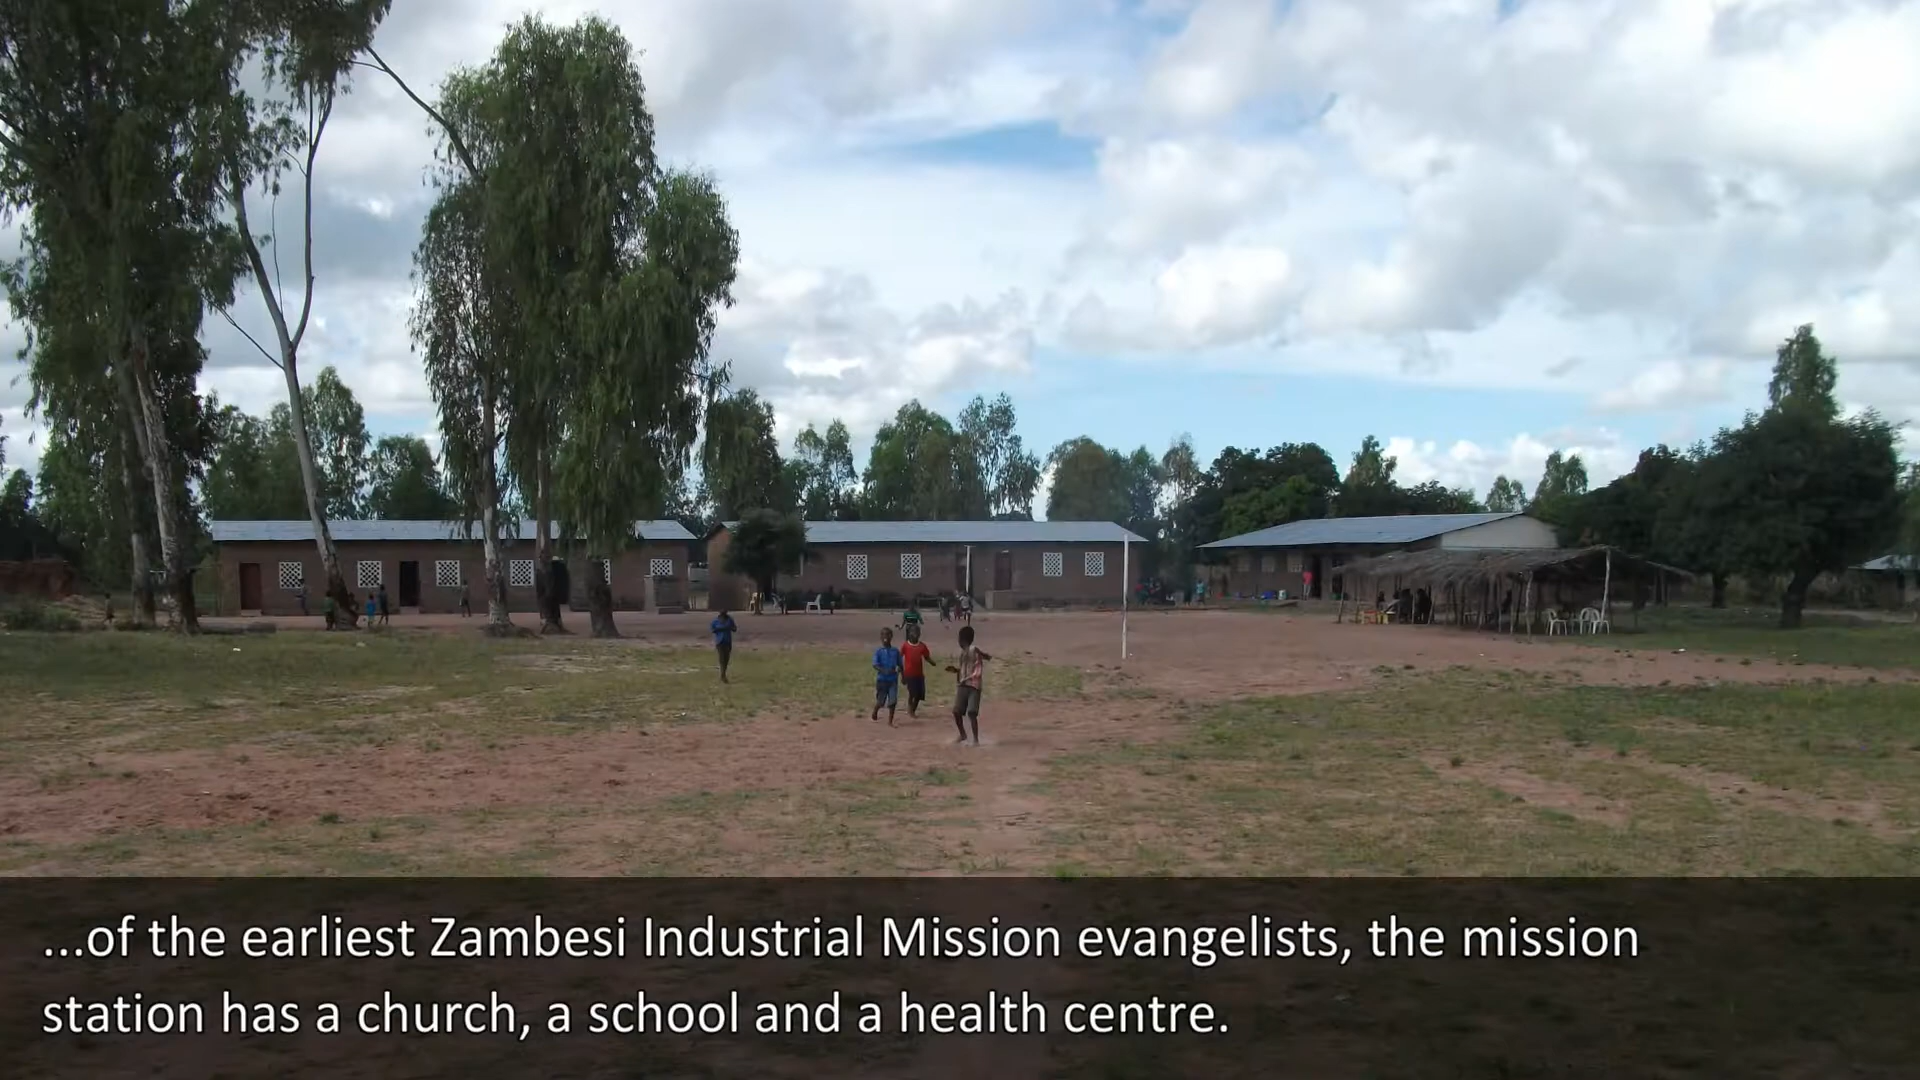 ...of the earliest Zambesi Industrial Mission evangelists, the mission
station has a church, a school and a health centre.